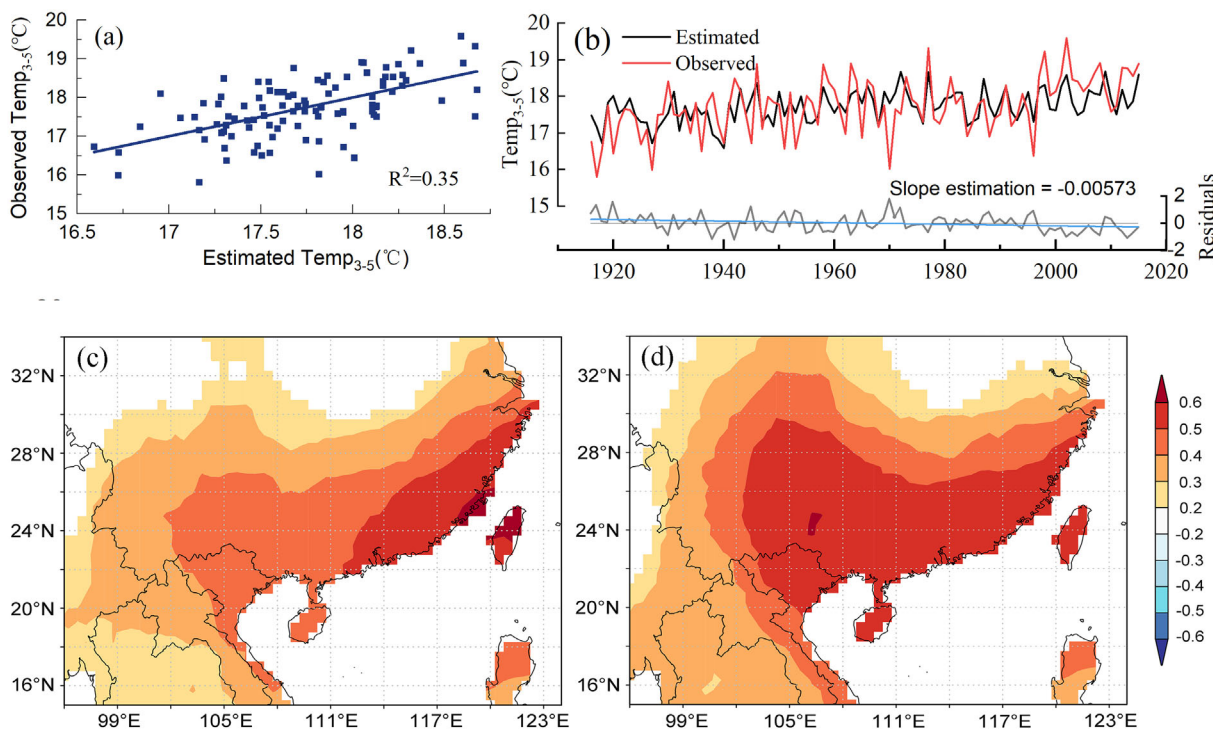 (a)
Observed Temp3-5(℃)
20
19
18
17
16
15
R2=0.35
16.5 17 17.5 18 18.5
Estimated Temp3-5(℃)
(b)
Estimated
Observed
Temp3-5(℃)
20
19
18
17
16
15
Slope estimation = -0.00573
2
0
-2
Residuals
1920 1940 1960 1980 2000 2020
(c)
32°N
28°N
24°N
20°N
16°N
99°E 105°E 111°E 117°E 123°E
(d)
32°N
28°N
24°N
20°N
16°N
99°E 105°E 111°E 117°E 123°E
0.6
0.5
0.4
0.3
0.2
-0.2
-0.3
-0.4
-0.5
-0.6